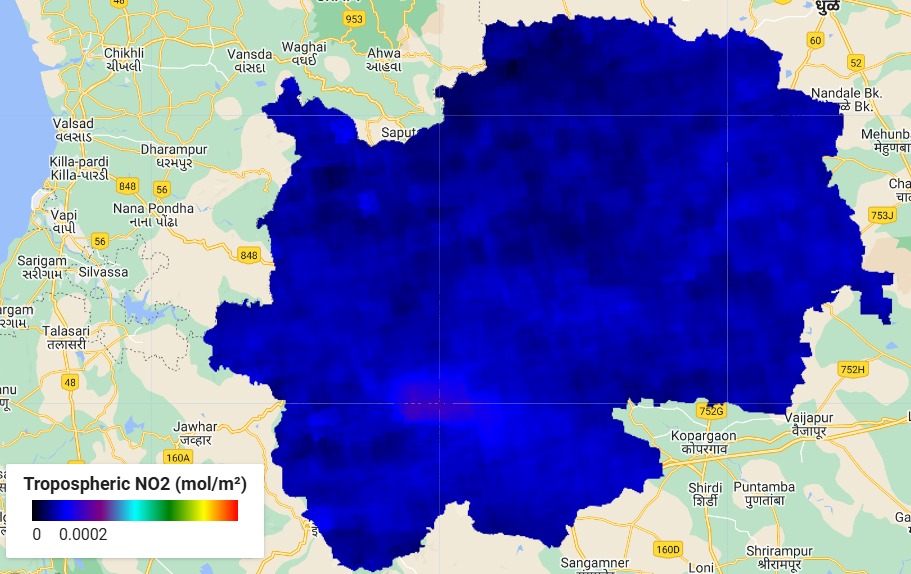 48
953
धुळे
Chikhli
ચીખલી
Vansda
વાંસદા
Waghai
વઘઈ
Ahwa
આહવા
60
52
Nandale Bk.
Bk.
Valsad
વલસાડ
Saput
Mehunb
मेहुणब
Dharampur
ધરમપુર
Killa-pardi
Killa-પારડી
848
56
Cha
Nana Pondha
નાના પોંઢા
Vapi
વાપી
753J
56
848
Sarigam
સરીગામ
Silvassa
argam
રગામ
Talasari
तलासरी
48
752H
752G
Vaijapur
वैजापूर
Jawhar
जव्हार
Kopargaon
कोपरगाव
160A
Tropospheric NO2 (mol/m²)
0 0.0002
Shirdi
शिर्डी
Puntamba
पुणतांबा
Ga
160D
Sangamner
Shrirampur
श्रीरामपूर
Loni